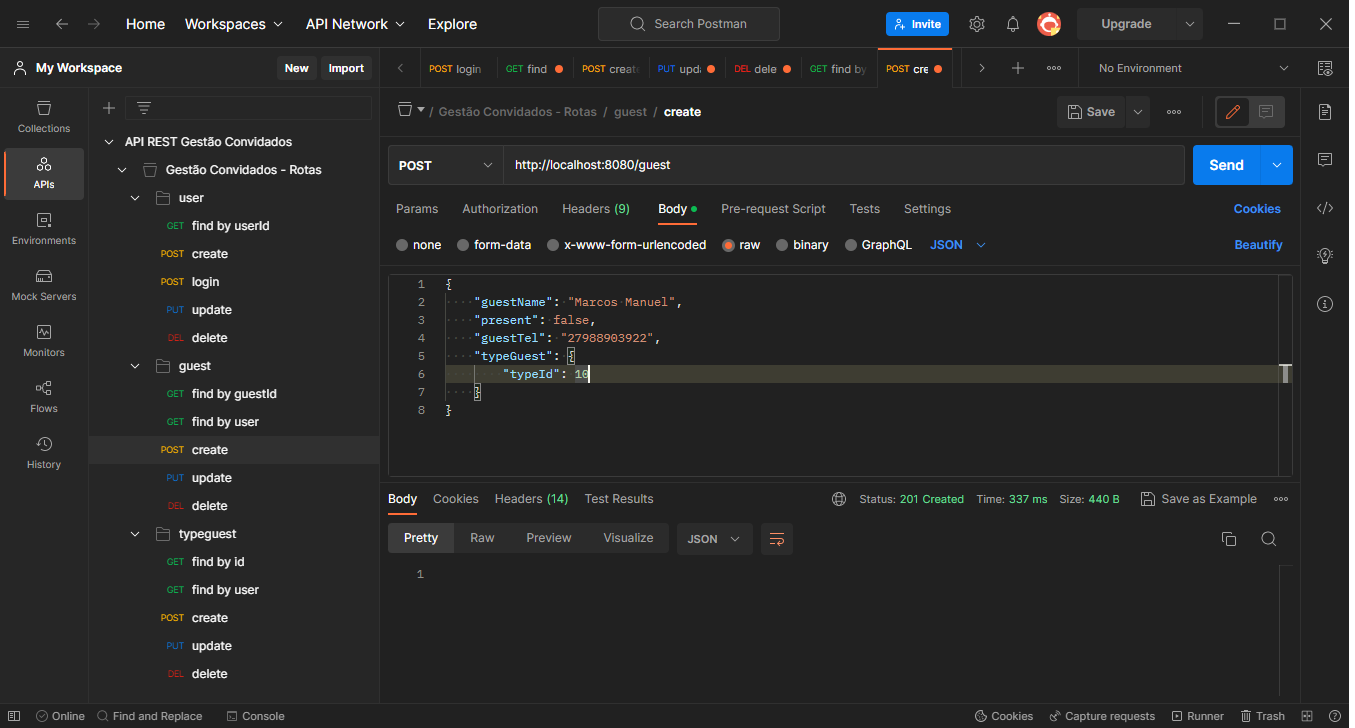 Home Workspaces API Network Explore Search Postman Invite Upgrade
My Workspace New Import POST login GET find POST create PUT upd DEL dele GET find by POST cre No Environment
Collections
APIs
Environments
Mock Servers
Monitors
Flows
History
API REST Gestão Convidados
Gestão Convidados - Rotas
user
GET find by userId
POST create
POST login
PUT update
DEL delete
guest
GET find by guestId
GET find by user
POST create
PUT update
DEL delete
typeguest
GET find by id
GET find by user
POST create
PUT update
DEL delete
/ Gestão Convidados - Rotas / guest / create Save
POST http://localhost:8080/guest Send
Params Authorization Headers (9) Body Pre-request Script Tests Settings Cookies
none form-data x-www-form-urlencoded raw binary GraphQL JSON Beautify
1 {
2 "guestName": "Marcos Manuel",
3 "present": false,
4 "guestTel": "27988903922",
5 "typeGuest": {
6 "typeId": 10
7 }
8 }
Body Cookies Headers (14) Test Results Status: 201 Created Time: 337 ms Size: 440 B Save as Example
Pretty Raw Preview Visualize JSON
1
Online Find and Replace Console Cookies Capture requests Runner Trash